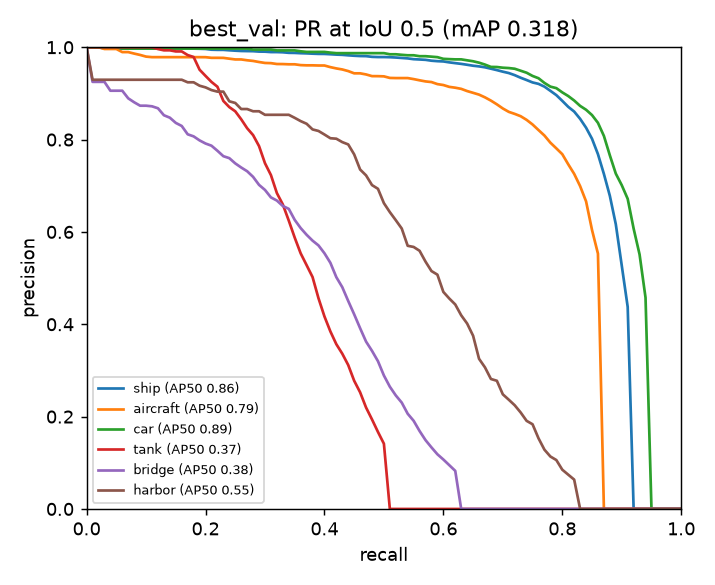 best_val: PR at IoU 0.5 (mAP 0.318)
1.0
0.8
0.6
0.4
0.2
0.0
precision
ship (AP50 0.86)
aircraft (AP50 0.79)
car (AP50 0.89)
tank (AP50 0.37)
bridge (AP50 0.38)
harbor (AP50 0.55)
0.0 0.2 0.4 0.6 0.8 1.0
recall